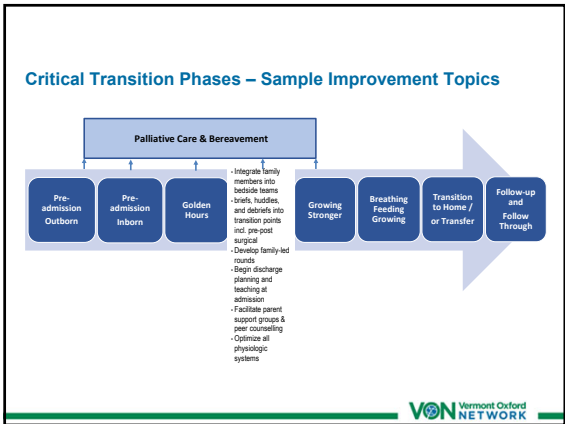 Critical Transition Phases – Sample Improvement Topics
Palliative Care & Bereavement
Pre-
admission
Outborn
Pre-
admission
Inborn
Golden
Hours
- Integrate family
members into
bedside teams
- briefs, huddles,
and debriefs into
transition points
incl. pre-post
surgical
- Develop family-led
rounds
- Begin discharge
planning and
teaching at
admission
- Facilitate parent
support groups &
peer counselling
- Optimize all
physiologic
systems
Growing
Stronger
Breathing
Feeding
Growing
Transition
to Home /
or Transfer
Follow-up
and
Follow
Through
VON Vermont Oxford
NETWORK